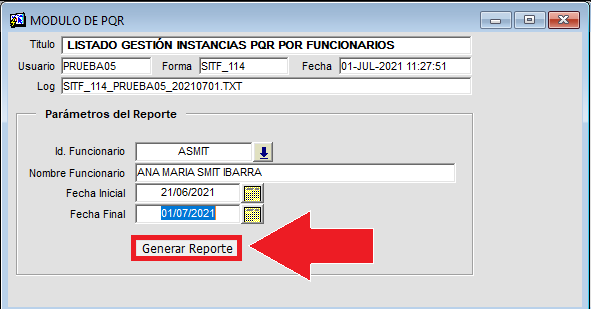 MODULO DE PQR
Titulo LISTADO GESTIÓN INSTANCIAS PQR POR FUNCIONARIOS
Usuario PRUEBA05 Forma SITF_114 Fecha 01-JUL-2021 11:27:51
Log SITF_114_PRUEBA05_20210701.TXT
Parámetros del Reporte
Id. Funcionario ASMIT
Nombre Funcionario ANA MARIA SMIT IBARRA
Fecha Inicial 21/06/2021
Fecha Final 01/07/2021
Generar Reporte